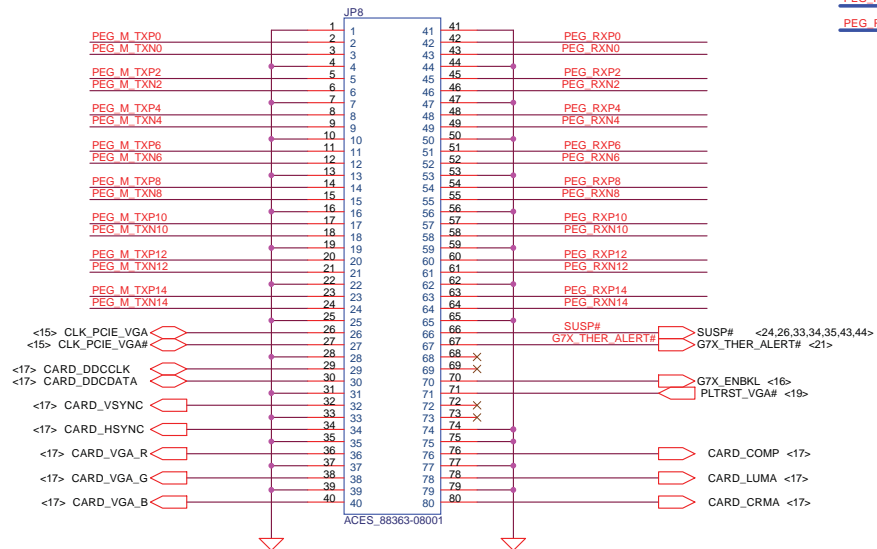 JP8
PEG_R
PEG_M_TXP0 1 1 41 41
PEG_M_TXN0 2 2 42 42 PEG_RXP0
3 3 43 43 PEG_RXN0
4 4 44 44
PEG_M_TXP2 5 5 45 45 PEG_RXP2
PEG_M_TXN2 6 6 46 46 PEG_RXN2
7 7 47 47
PEG_M_TXP4 8 8 48 48 PEG_RXP4
PEG_M_TXN4 9 9 49 49 PEG_RXN4
10 10 50 50
PEG_M_TXP6 11 11 51 51 PEG_RXP6
PEG_M_TXN6 12 12 52 52 PEG_RXN6
13 13 53 53
PEG_M_TXP8 14 14 54 54 PEG_RXP8
PEG_M_TXN8 15 15 55 55 PEG_RXN8
16 16 56 56
PEG_M_TXP10 17 17 57 57 PEG_RXP10
PEG_M_TXN10 18 18 58 58 PEG_RXN10
19 19 59 59
PEG_M_TXP12 20 20 60 60 PEG_RXP12
PEG_M_TXN12 21 21 61 61 PEG_RXN12
22 22 62 62
PEG_M_TXP14 23 23 63 63 PEG_RXP14
PEG_M_TXN14 24 24 64 64 PEG_RXN14
25 25 65 65
<15> CLK_PCIE_VGA 26 26 66 66 SUSP# SUSP# <24,26,33,34,35,43,44>
<15> CLK_PCIE_VGA# 27 27 67 67 G7X_THER_ALERT# G7X_THER_ALERT# <21>
28 28 68 68
<17> CARD_DDCCLK 29 29 69 69
<17> CARD_DDCDATA 30 30 70 70 G7X_ENBKL <16>
31 31 71 71 PLTRST_VGA# <19>
<17> CARD_VSYNC 32 32 72 72
33 33 73 73
<17> CARD_HSYNC 34 34 74 74
35 35 75 75
<17> CARD_VGA_R 36 36 76 76 CARD_COMP <17>
37 37 77 77
<17> CARD_VGA_G 38 38 78 78 CARD_LUMA <17>
39 39 79 79
<17> CARD_VGA_B 40 40 80 80 CARD_CRMA <17>
ACES_88363-08001